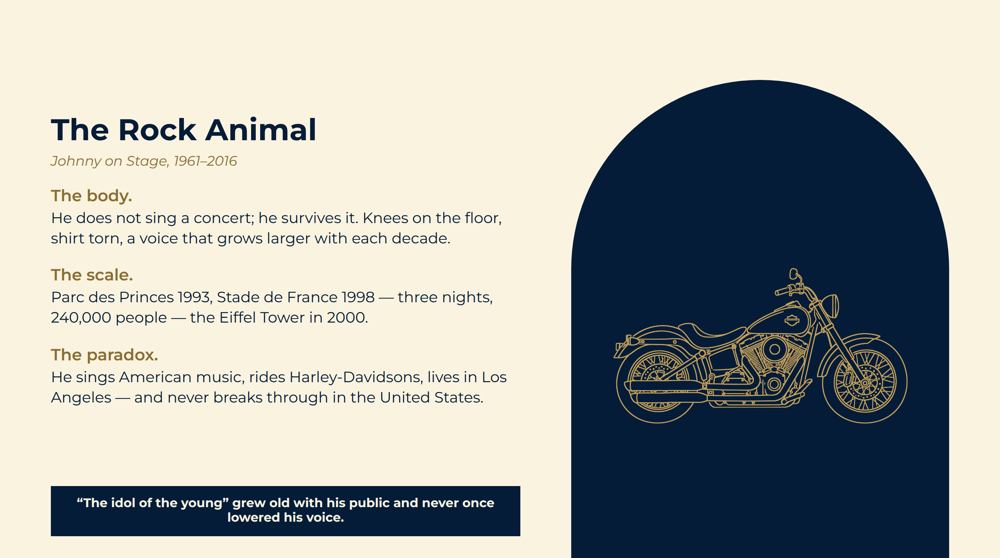 The Rock Animal
Johnny on Stage, 1961–2016
The body.
He does not sing a concert; he survives it. Knees on the floor,
shirt torn, a voice that grows larger with each decade.
The scale.
Parc des Princes 1993, Stade de France 1998 — three nights,
240,000 people — the Eiffel Tower in 2000.
The paradox.
He sings American music, rides Harley-Davidsons, lives in Los
Angeles — and never breaks through in the United States.
“The idol of the young” grew old with his public and never once
lowered his voice.